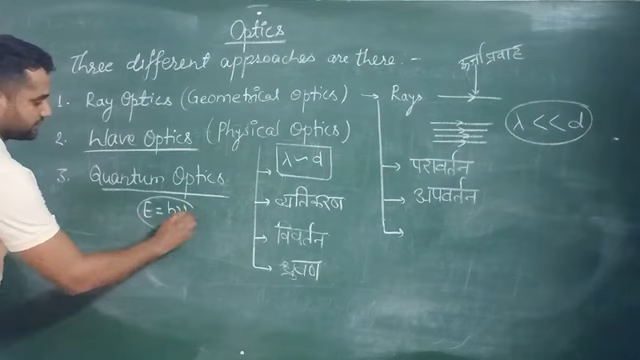 Optics
Three different approaches are there. -
1. Ray Optics (Geometrical Optics) → Rays
ऊर्जा प्रवाह
λ << d
2. Wave Optics (Physical Optics)
λ ~ d
→ परावर्तन
3. Quantum Optics
→ अपवर्तन
→ व्यतिकरण
E = hν
→ विवर्तन
→ ध्रुवण